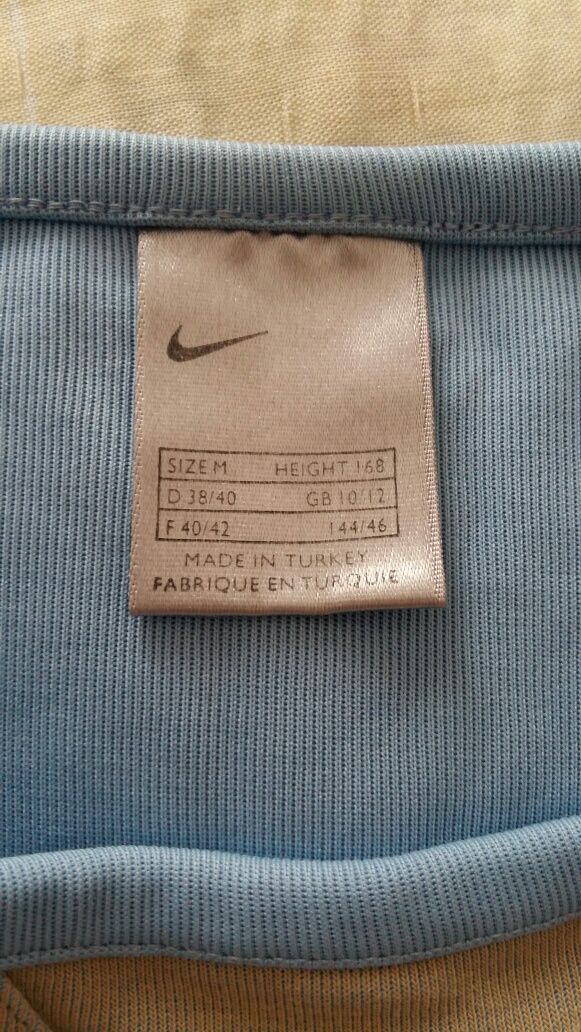 SIZE M HEIGHT 168
D 38/40 GB 10/12
F 40/42 I 44/46
MADE IN TURKEY
FABRIQUE EN TURQUIE